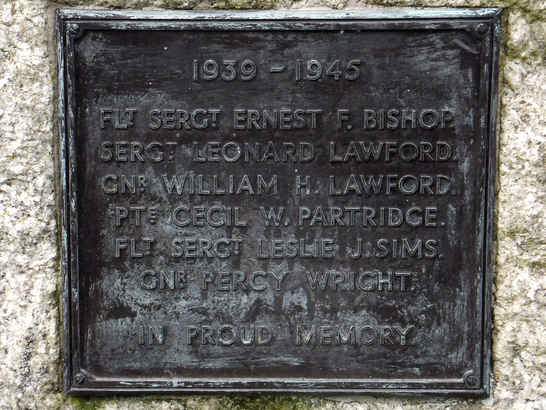 1939 - 1945
FLT SERGT ERNEST F. BISHOP.
SERGT LEONARD LAWFORD.
GNR WILLIAM H. LAWFORD.
PTE CECIL W. PARTRIDGE.
FLT SERGT LESLIE J. SIMS.
GNR PERCY WRIGHT.
IN PROUD MEMORY.